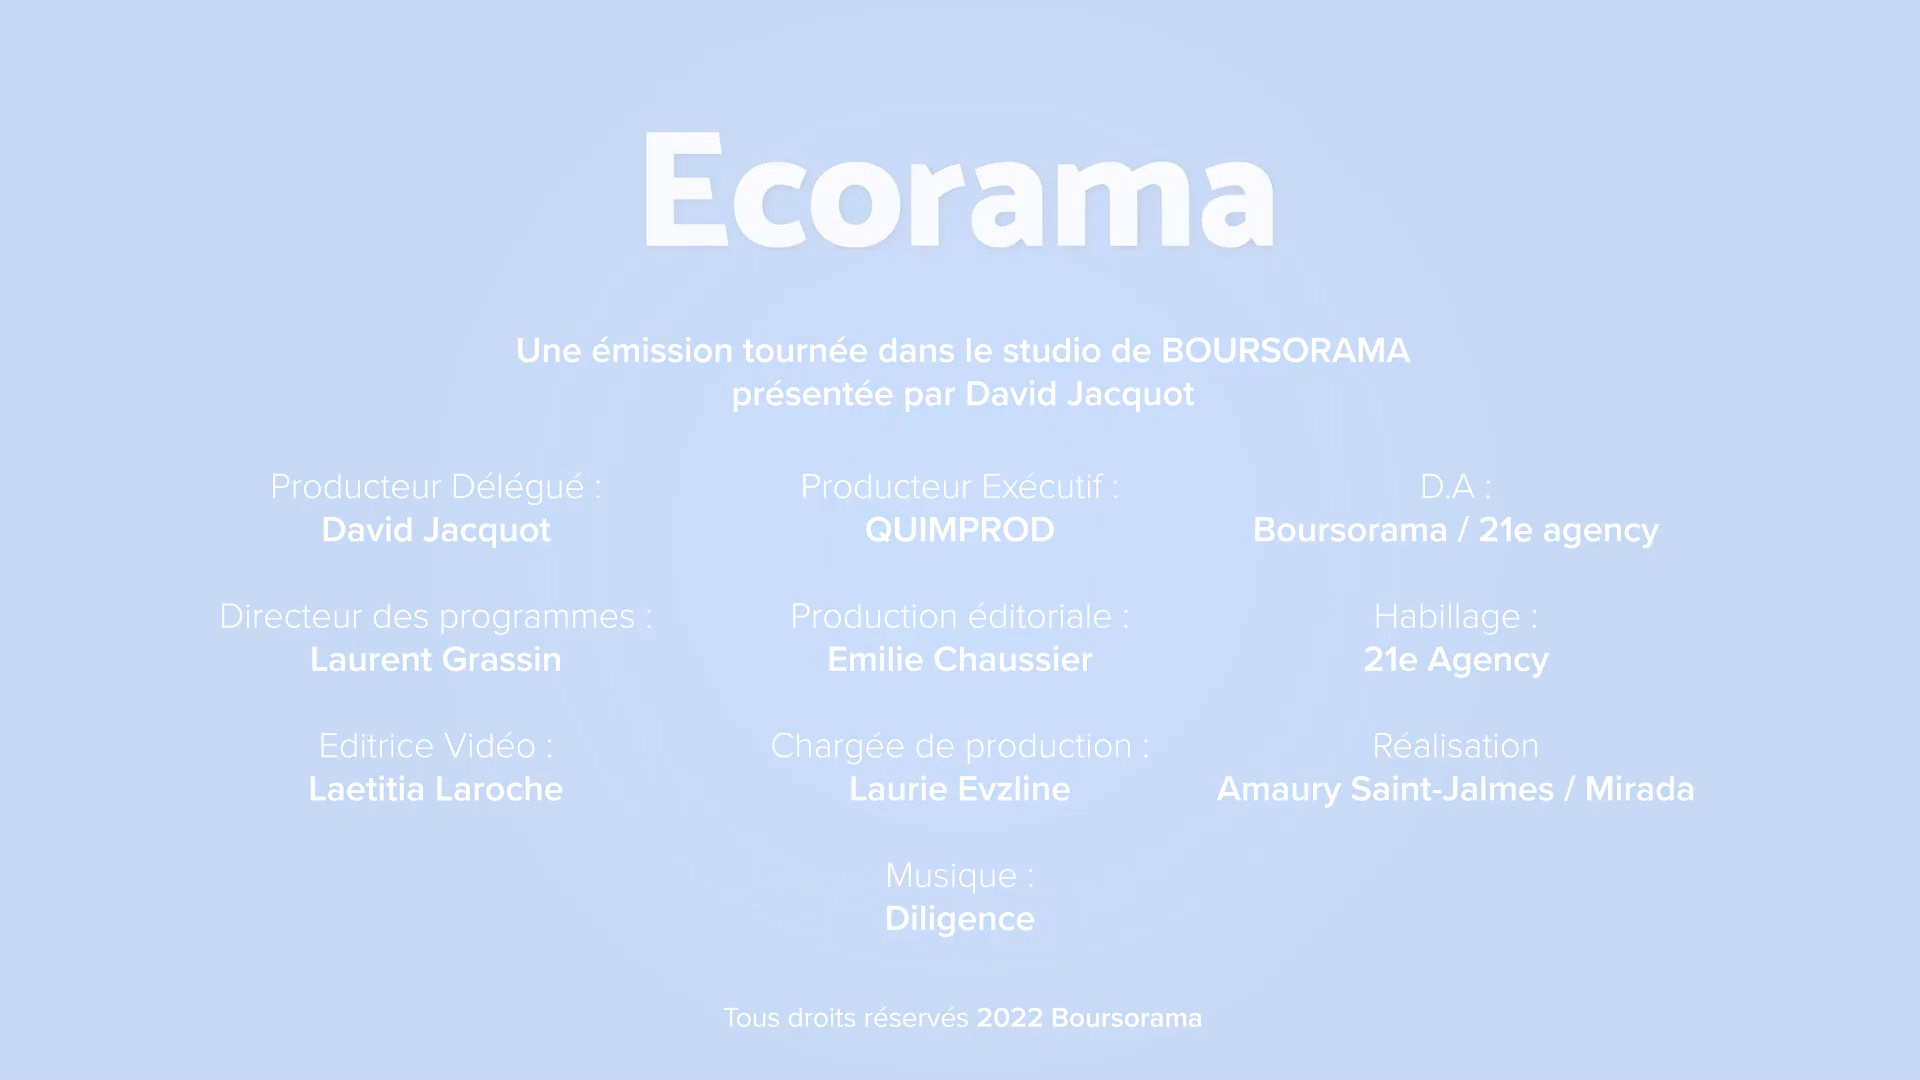 Ecorama
Une émission tournée dans le studio de BOURSORAMA
présentée par David Jacquot
Producteur Délégué :
David Jacquot
Producteur Exécutif :
QUIMPROD
D.A :
Boursorama / 21e agency
Directeur des programmes :
Laurent Grassin
Production éditoriale :
Emilie Chaussier
Habillage :
21e Agency
Editrice Vidéo :
Laetitia Laroche
Chargée de production :
Laurie Evzline
Réalisation
Amaury Saint-Jalmes / Mirada
Musique :
Diligence
Tous droits réservés 2022 Boursorama